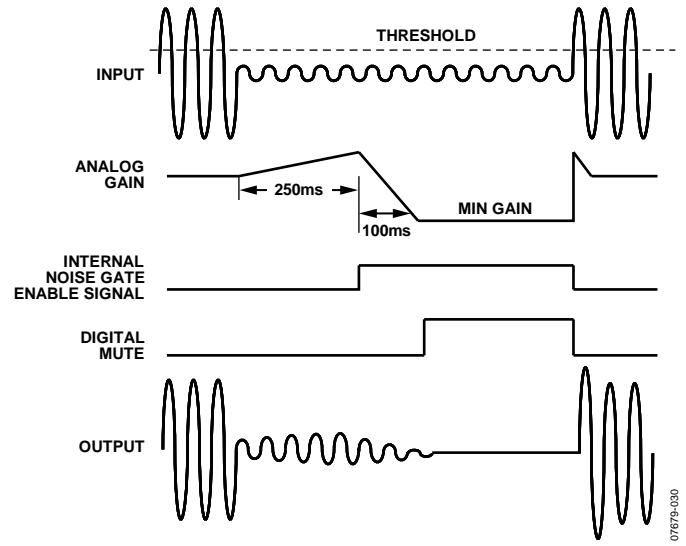 THRESHOLD
INPUT
ANALOG
GAIN
250ms
100ms
MIN GAIN
INTERNAL
NOISE GATE
ENABLE SIGNAL
DIGITAL
MUTE
OUTPUT
07679-030